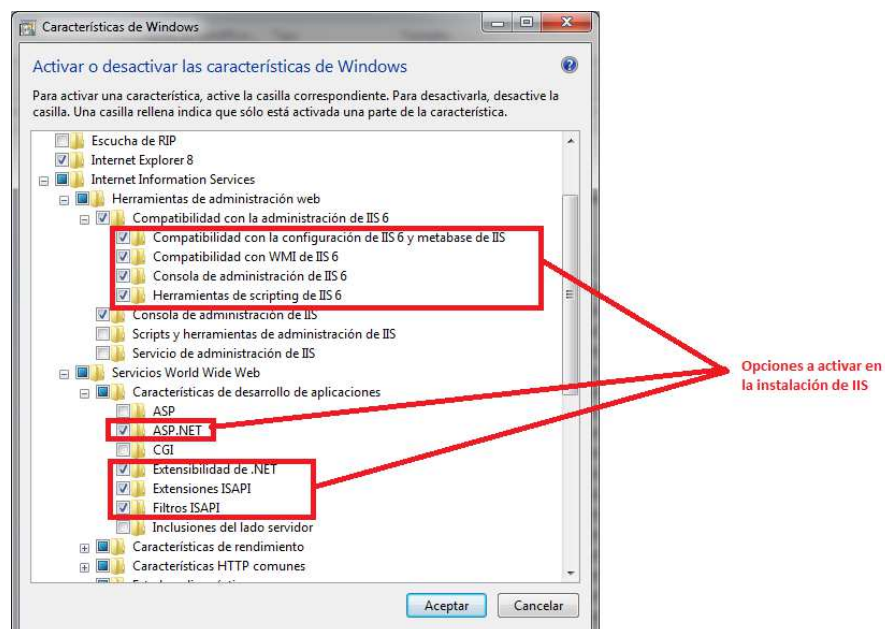 Características de Windows
Activar o desactivar las características de Windows
Para activar una característica, active la casilla correspondiente. Para desactivarla, desactive la
casilla. Una casilla rellena indica que sólo está activada una parte de la característica.
Escucha de RIP
Internet Explorer 8
Internet Information Services
Herramientas de administración web
Compatibilidad con la administración de IIS 6
Compatibilidad con la configuración de IIS 6 y metabase de IIS
Compatibilidad con WMI de IIS 6
Consola de administración de IIS 6
Herramientas de scripting de IIS 6
Consola de administración de IIS
Scripts y herramientas de administración de IIS
Servicio de administración de IIS
Servicios World Wide Web
Características de desarrollo de aplicaciones
ASP
ASP.NET
CGI
Extensibilidad de .NET
Extensiones ISAPI
Filtros ISAPI
Inclusiones del lado servidor
Características de rendimiento
Características HTTP comunes
Aceptar
Cancelar
Opciones a activar en
la instalación de IIS